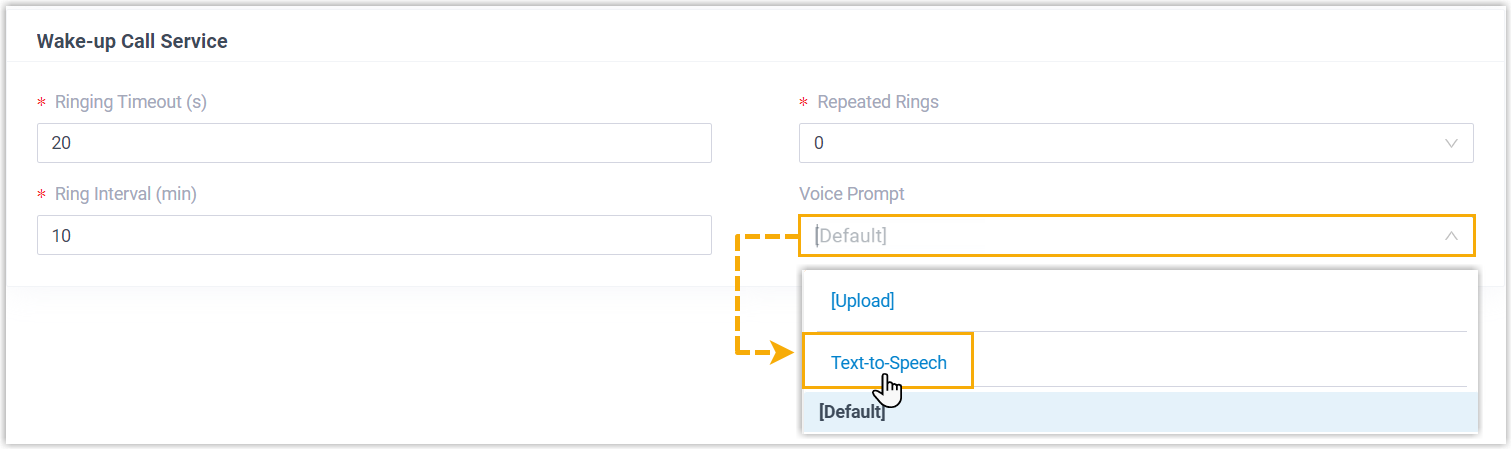 Wake-up Call Service
* Ringing Timeout (s)
20
* Repeated Rings
0
* Ring Interval (min)
10
Voice Prompt
[Default]
[Upload]
Text-to-Speech
[Default]